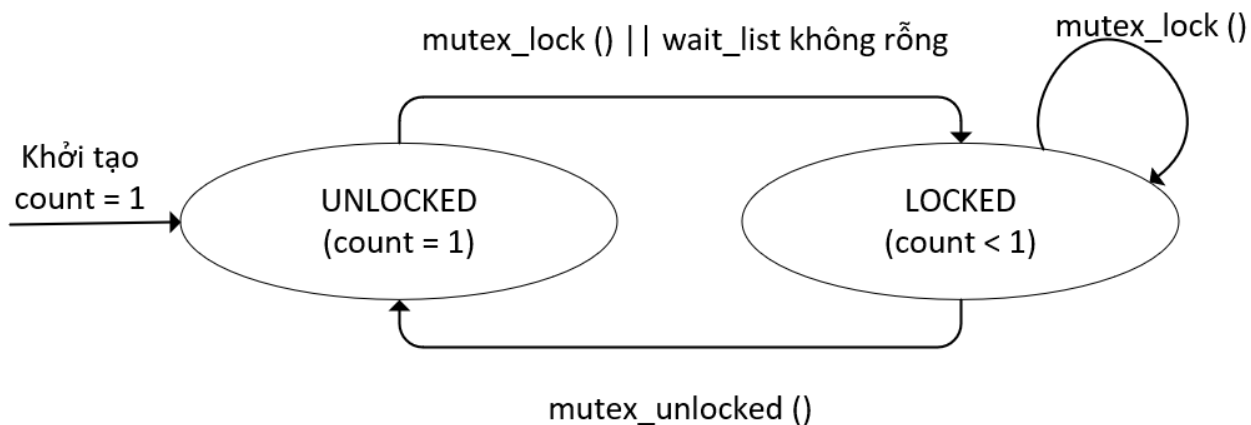 mutex_lock () || wait_list không rỗng
mutex_lock ()
Khởi tạo
count = 1
UNLOCKED
(count = 1)
LOCKED
(count < 1)
mutex_unlocked ()